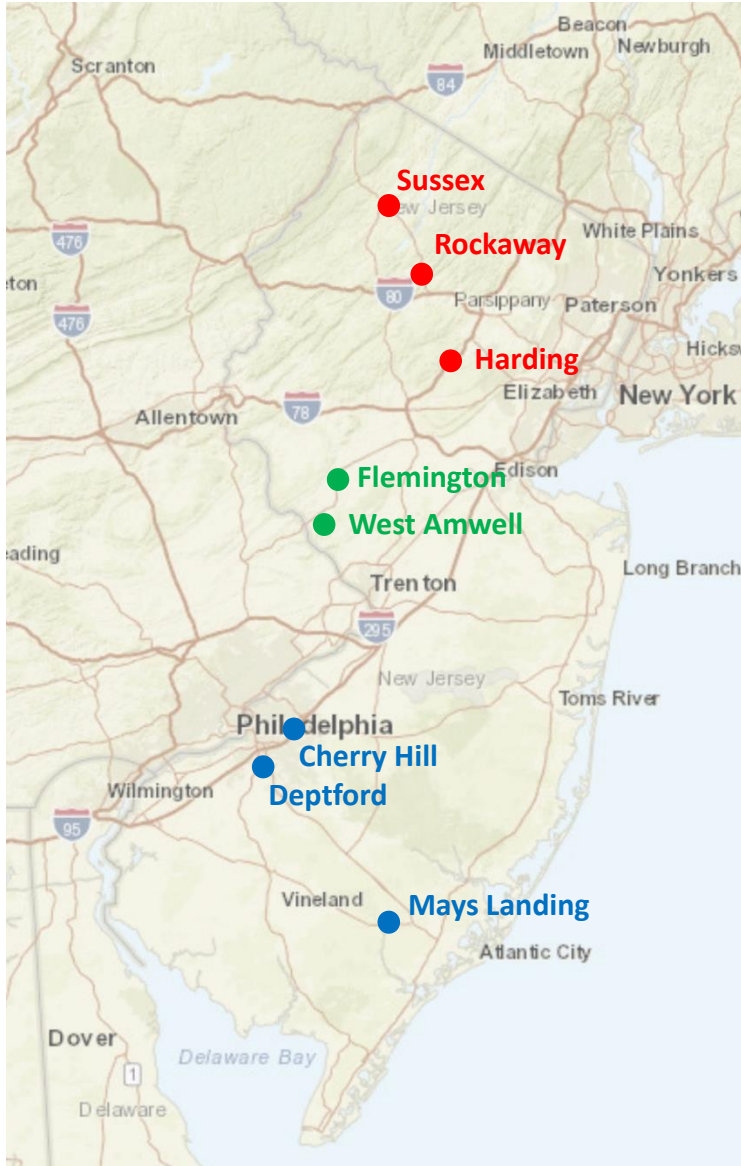 Beacon
Middletown
Newburgh
Scranton
84
Sussex
New Jersey
476
White Plains
Rockaway
Yonkers
eton
80
Parsippany
Paterson
476
Hicksv
Harding
Elizabeth
New York
Allentown
78
Edison
Flemington
West Amwell
eading
Long Branch
Trenton
295
New Jersey
Toms River
Philadelphia
Cherry Hill
Wilmington
Deptford
95
Vineland
Mays Landing
Atlantic City
Dover
Delaware Bay
1
Delaware